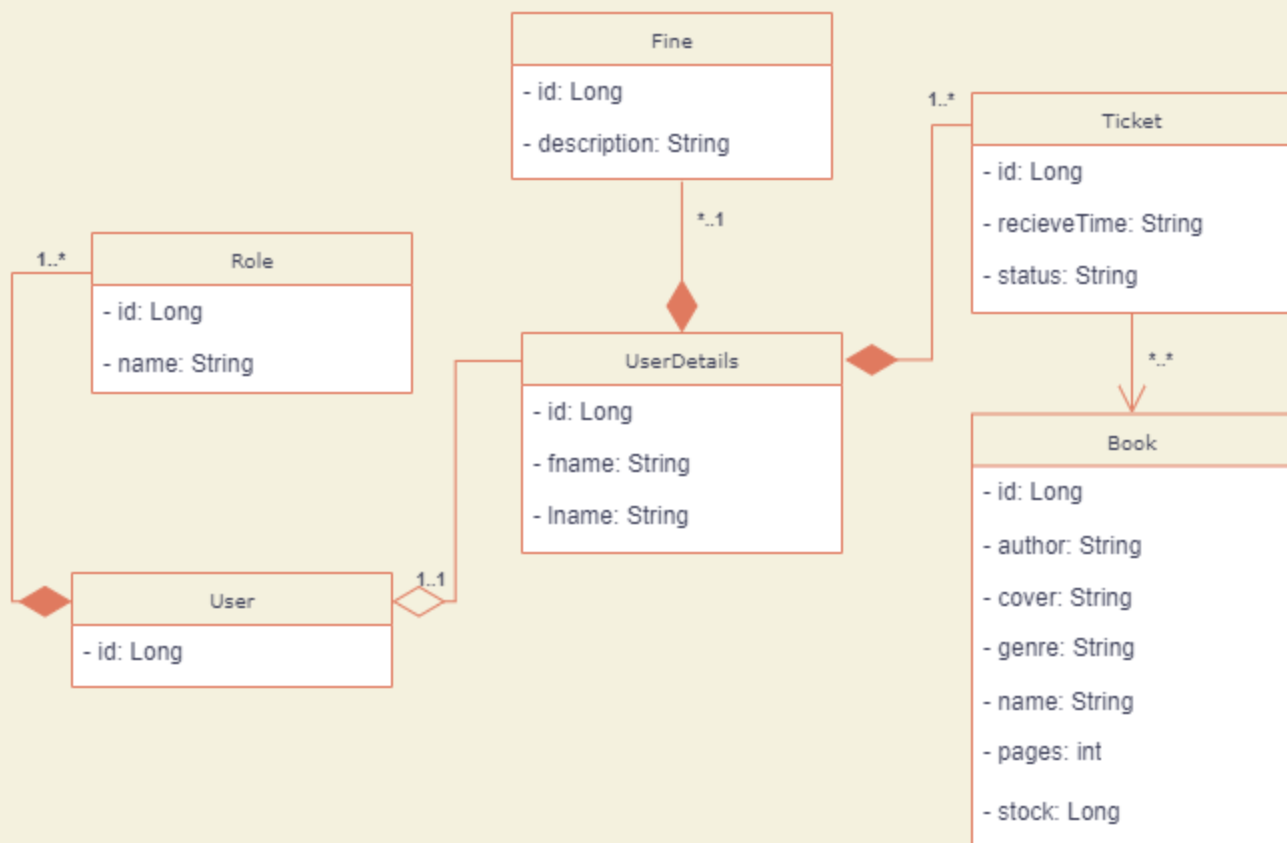 Fine
- id: Long
- description: String
*..1
1..*
Ticket
- id: Long
- recieveTime: String
- status: String
*..*
1..*
Role
- id: Long
- name: String
UserDetails
- id: Long
- fname: String
- lname: String
1..1
User
- id: Long
Book
- id: Long
- author: String
- cover: String
- genre: String
- name: String
- pages: int
- stock: Long